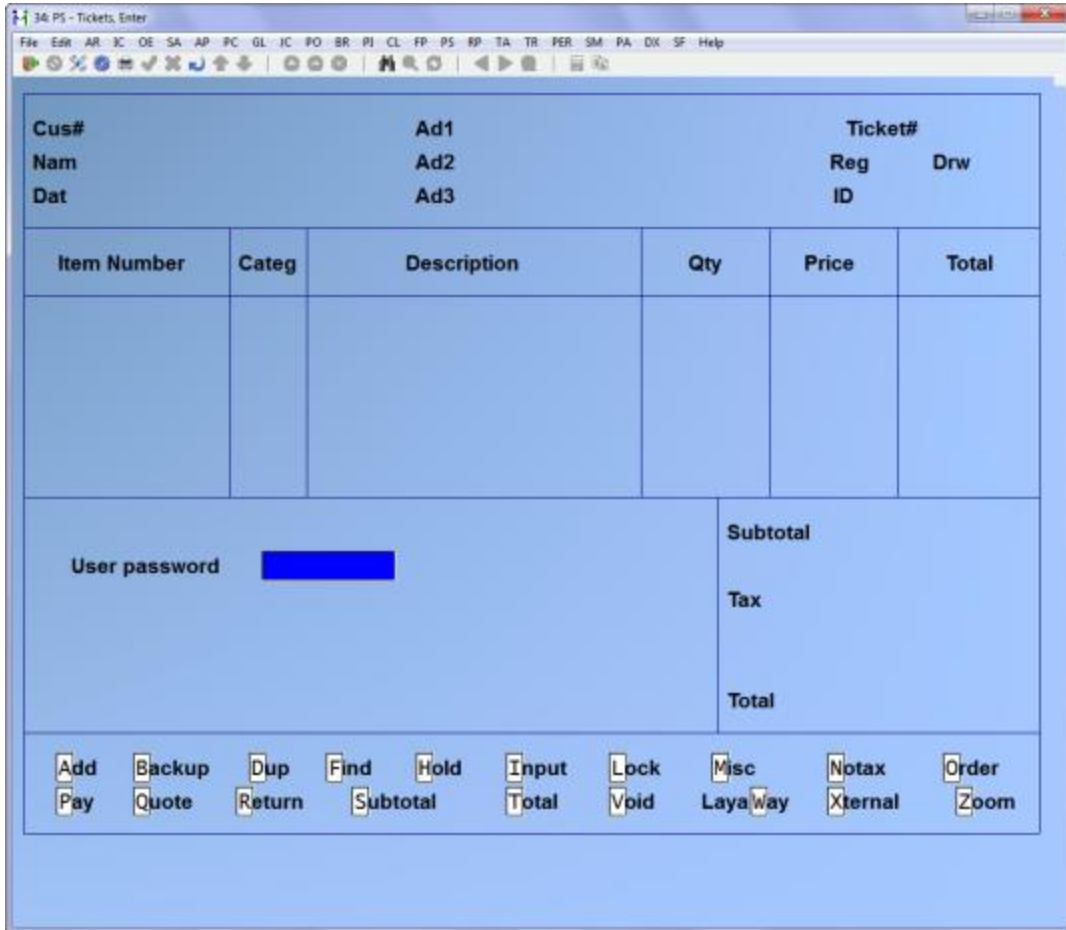 34: PS - Tickets, Enter
File Edit AR IC OE SA AP PC GL JC PO BR PJ CL FP PS RP TA TR PER SM PA DX SF Help
Cus# Ad1 Ticket#
Nam Ad2 Reg Drw
Dat Ad3 ID
Item Number Categ Description Qty Price Total
Subtotal
User password
Tax
Total
Add Backup Dup Find Hold Input Lock Misc Notax Order
Pay Quote Return Subtotal Total Void LayaWay Xternal Zoom